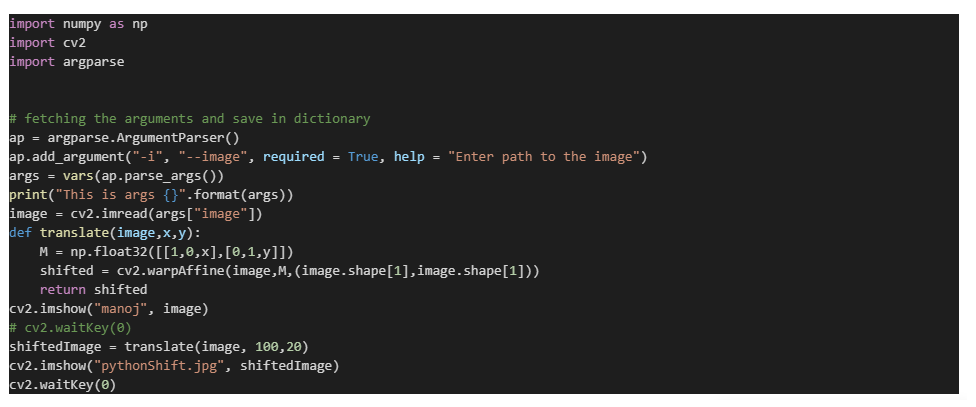 import numpy as np
import cv2
import argparse
# fetching the arguments and save in dictionary
ap = argparse.ArgumentParser()
ap.add_argument("-i", "--image", required = True, help = "Enter path to the image")
args = vars(ap.parse_args())
print("This is args {}".format(args))
image = cv2.imread(args["image"])
def translate(image,x,y):
    M = np.float32([[1,0,x],[0,1,y]])
    shifted = cv2.warpAffine(image,M,(image.shape[1],image.shape[1]))
    return shifted
cv2.imshow("manoj", image)
# cv2.waitKey(0)
shiftedImage = translate(image, 100,20)
cv2.imshow("pythonShift.jpg", shiftedImage)
cv2.waitKey(0)